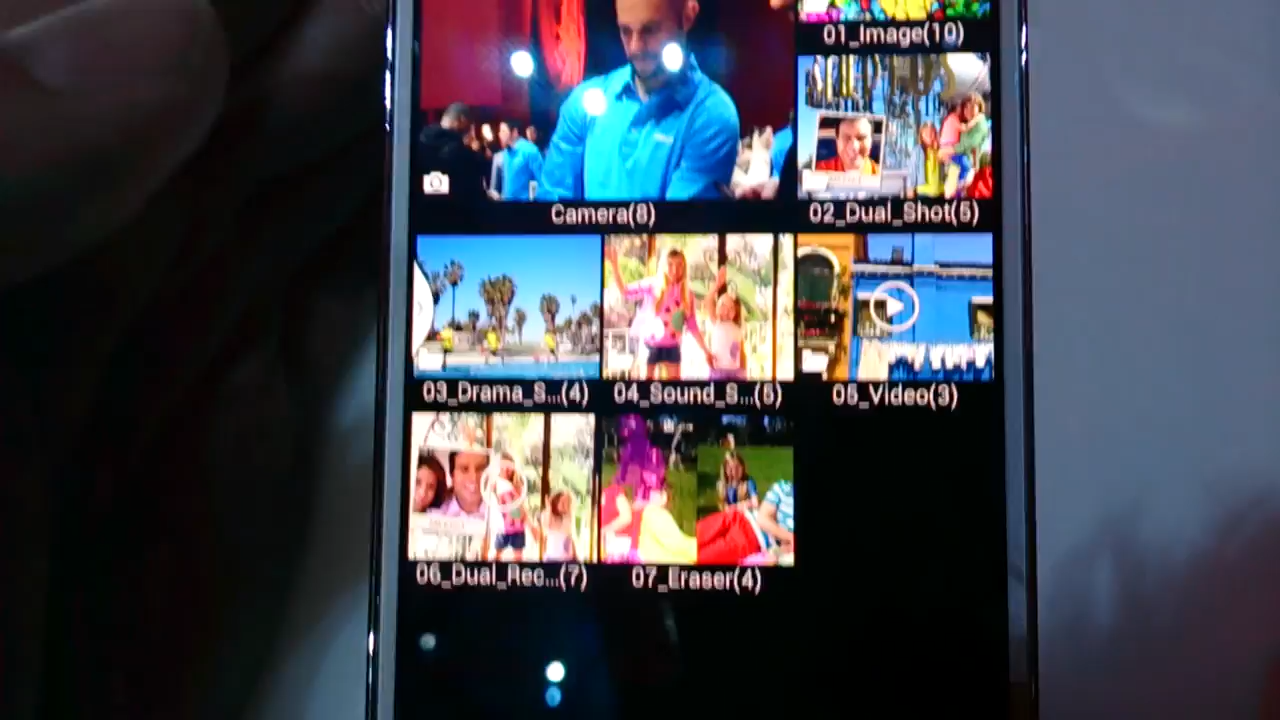 01_Image(10)
Camera(8)
02_Dual_Shot(5)
03_Drama_S...(4)
04_Sound_S...(5)
05_Video(3)
06_Dual_Rec...(7)
07_Eraser(4)